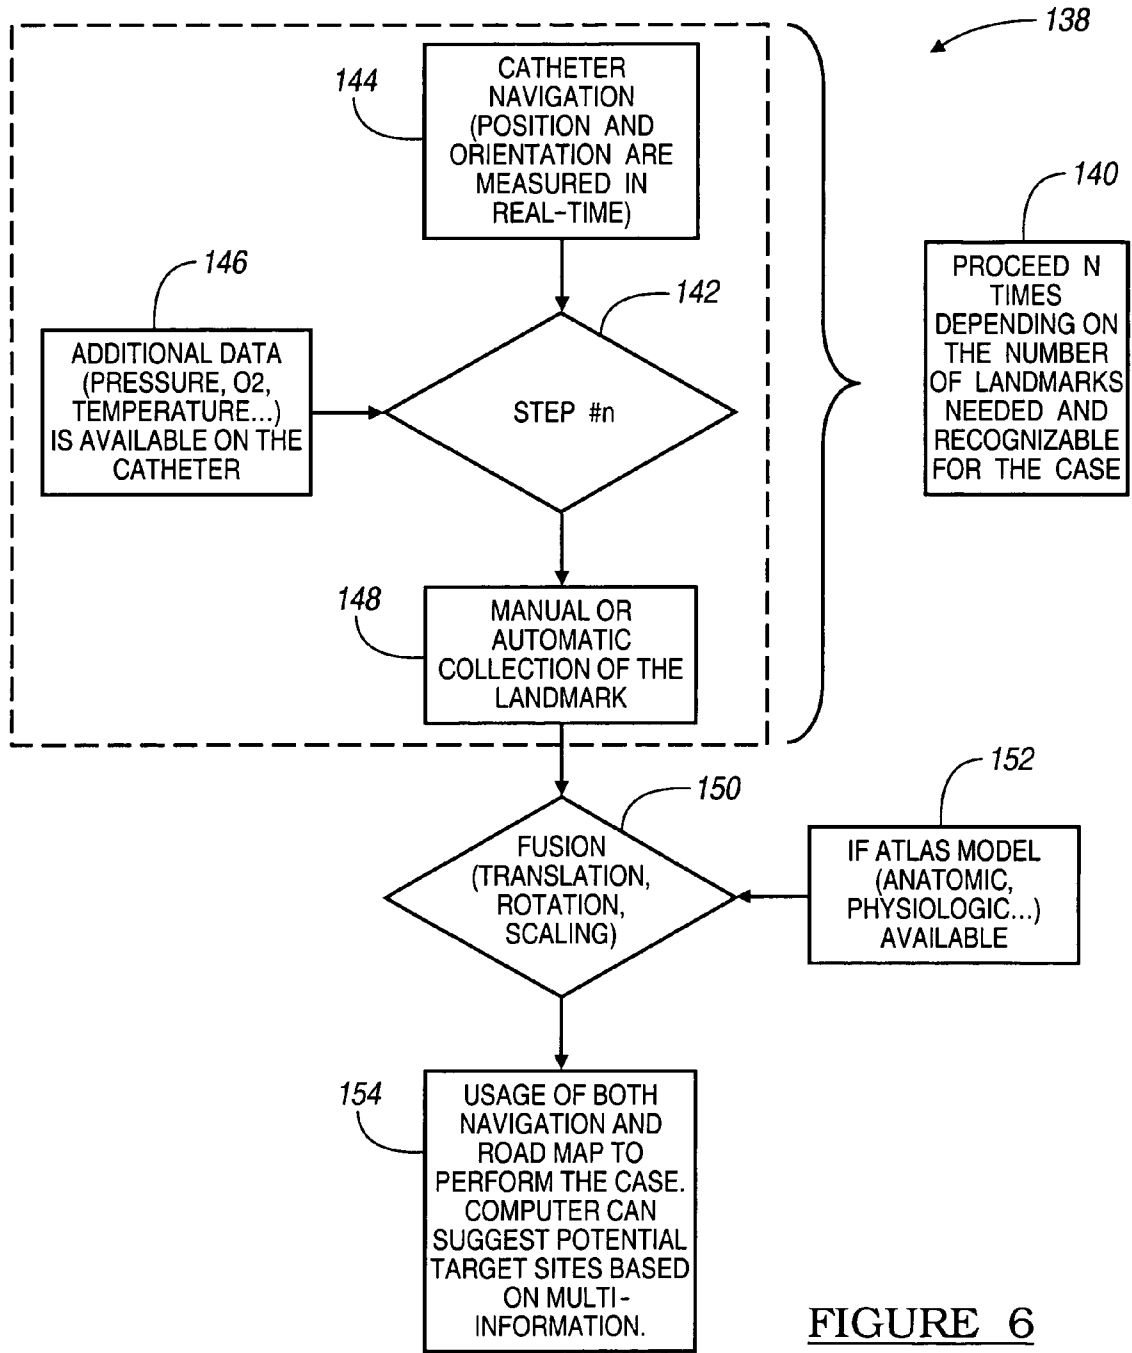 138
144
CATHETER
NAVIGATION
(POSITION AND
ORIENTATION ARE
MEASURED IN
REAL-TIME)
140
PROCEED N
TIMES
DEPENDING ON
THE NUMBER
OF LANDMARKS
NEEDED AND
RECOGNIZABLE
FOR THE CASE
146
ADDITIONAL DATA
(PRESSURE, O2,
TEMPERATURE...)
IS AVAILABLE ON THE
CATHETER
142
STEP #n
148
MANUAL OR
AUTOMATIC
COLLECTION OF THE
LANDMARK
150
FUSION
(TRANSLATION,
ROTATION,
SCALING)
152
IF ATLAS MODEL
(ANATOMIC,
PHYSIOLOGIC...)
AVAILABLE
154
USAGE OF BOTH
NAVIGATION AND
ROAD MAP TO
PERFORM THE CASE.
COMPUTER CAN
SUGGEST POTENTIAL
TARGET SITES BASED
ON MULTI-
INFORMATION.
FIGURE 6